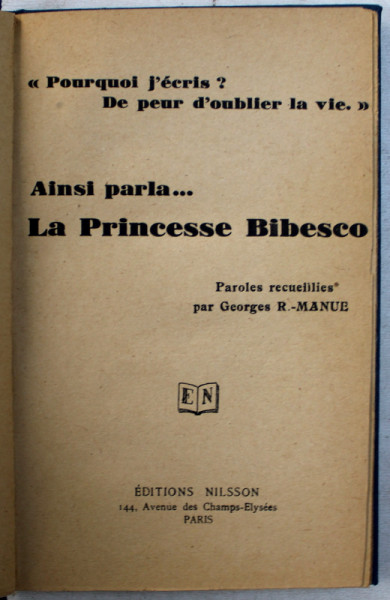 « Pourquoi j'écris ?
De peur d'oublier la vie. »
Ainsi parla...
La Princesse Bibesco
Paroles recueillies
par Georges R.-MANUE
EN
ÉDITIONS NILSSON
144, Avenue des Champs-Elysées
PARIS